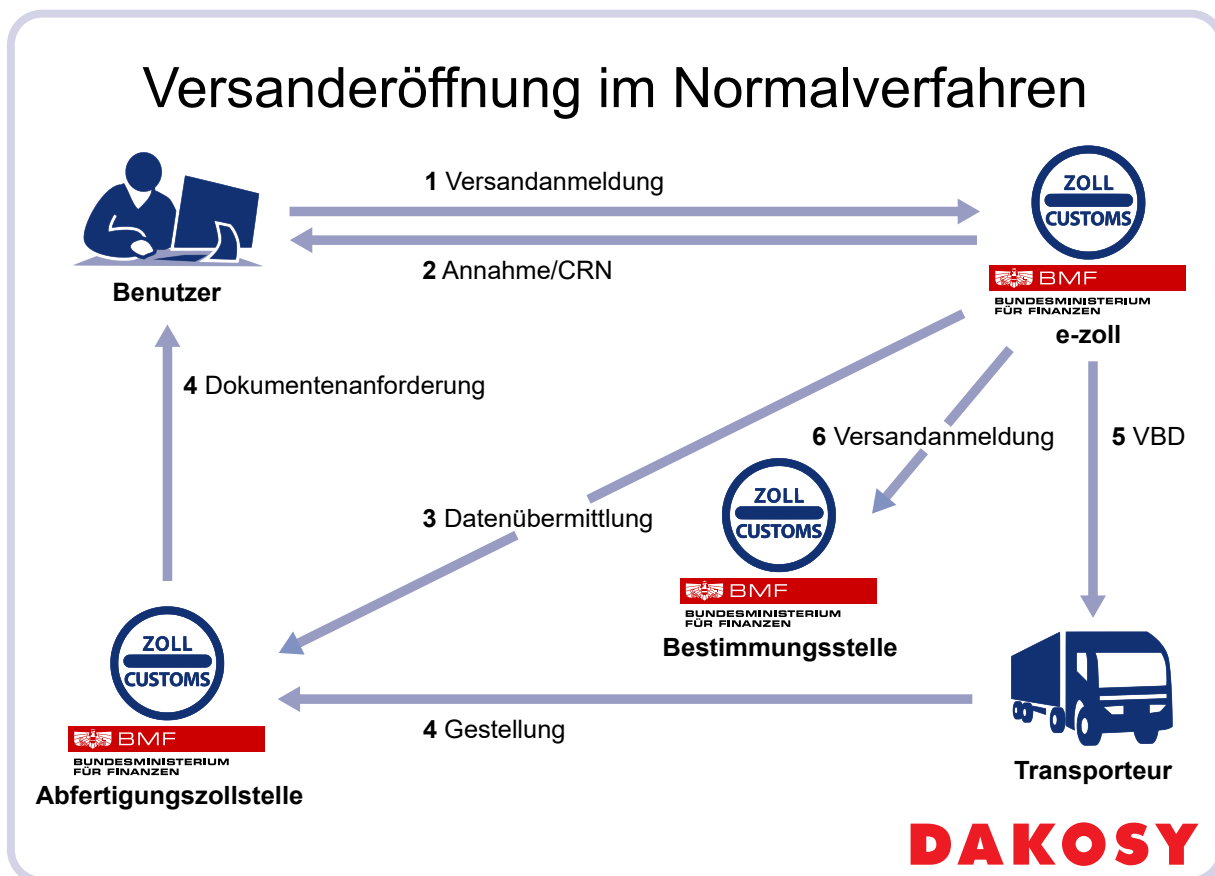 Versanderöffnung im Normalverfahren
1 Versandanmeldung
ZOLL
CUSTOMS
2 Annahme/CRN
BMF
BUNDESMINISTERIUM
FÜR FINANZEN
Benutzer
e-zoll
4 Dokumentenanforderung
6 Versandanmeldung
5 VBD
ZOLL
CUSTOMS
3 Datenübermittlung
BMF
BUNDESMINISTERIUM
FÜR FINANZEN
Bestimmungsstelle
ZOLL
CUSTOMS
4 Gestellung
BMF
BUNDESMINISTERIUM
FÜR FINANZEN
Abfertigungszollstelle
Transporteur
DAKOSY